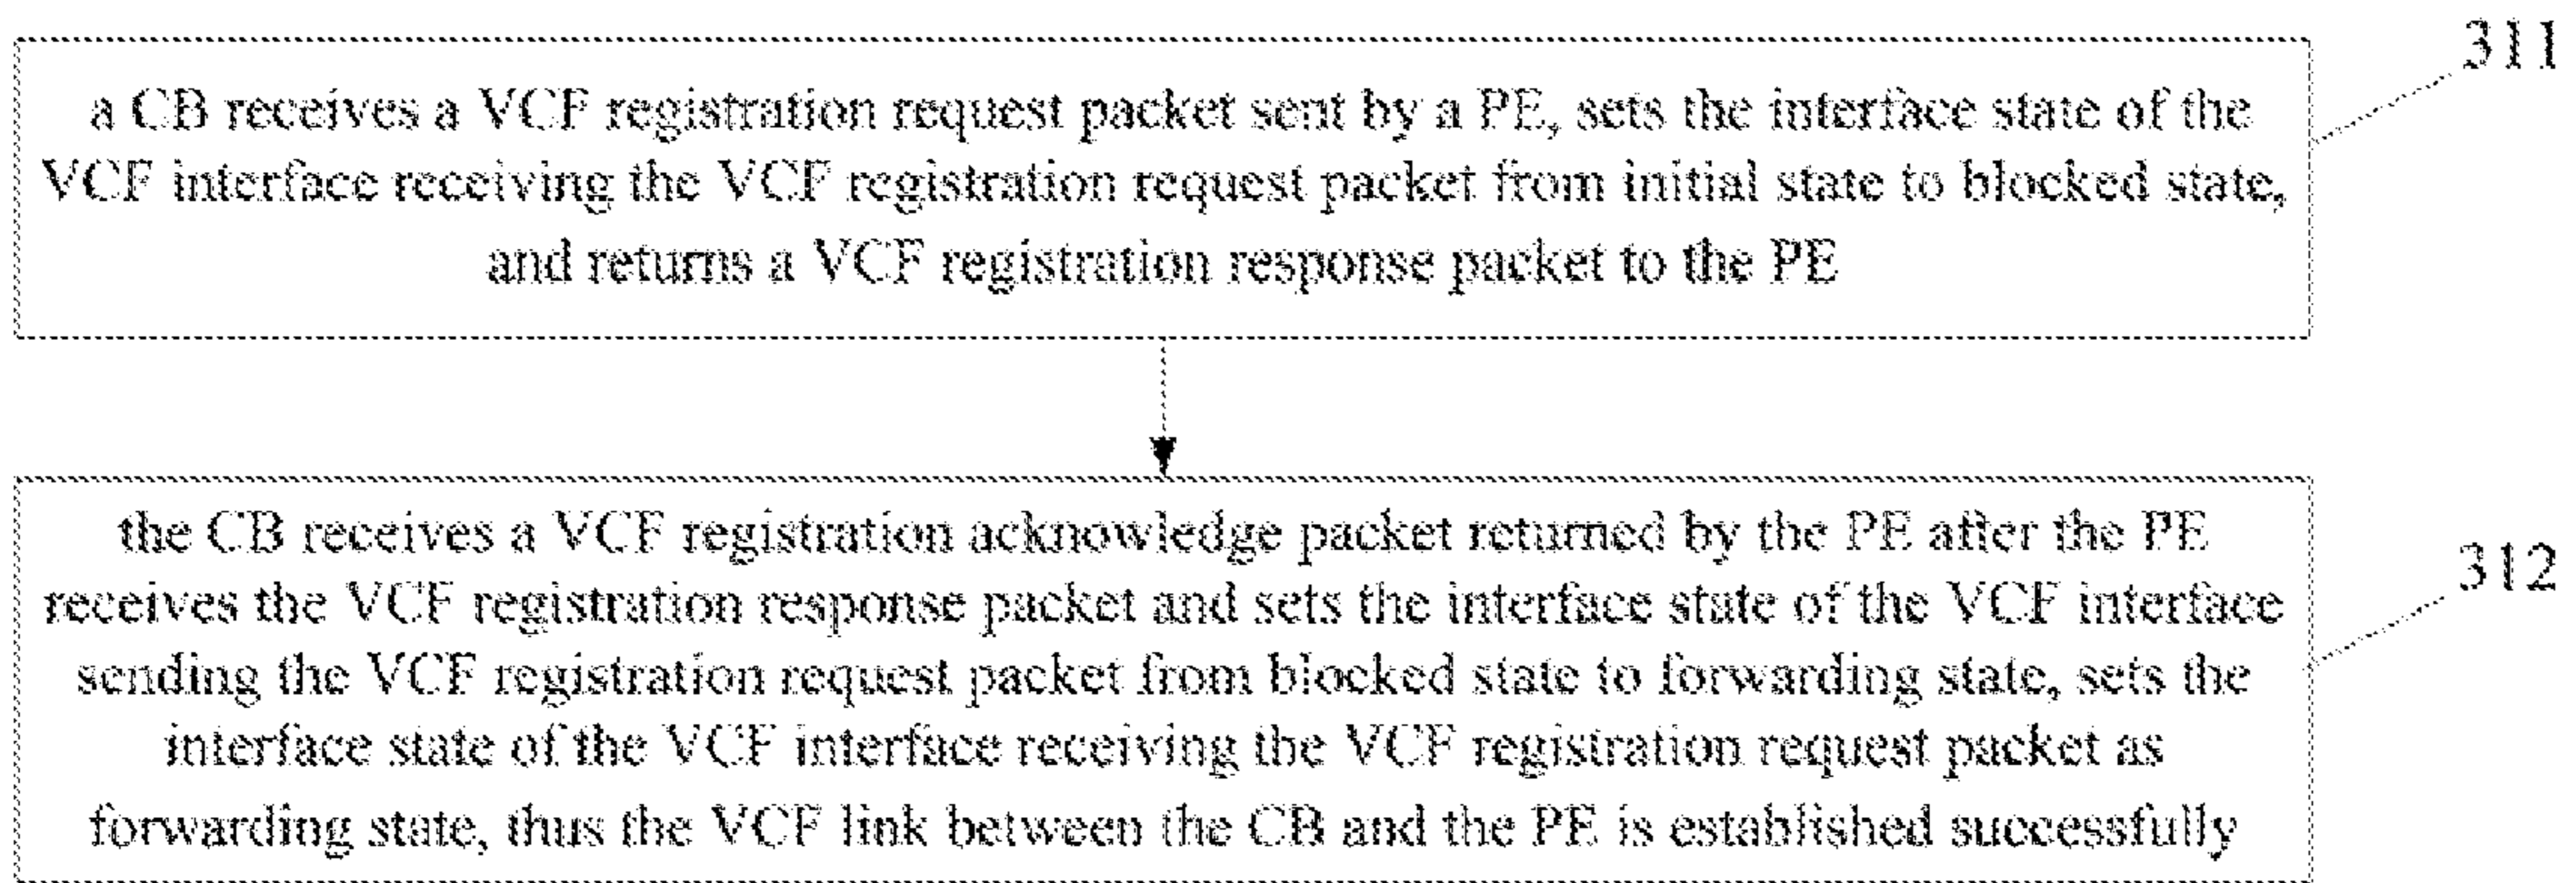 311
a CB receives a VCF registration request packet sent by a PE, sets the interface state of the
VCF interface receiving the VCF registration request packet from initial state to blocked state,
and returns a VCF registration response packet to the PE
the CB receives a VCF registration acknowledge packet returned by the PE after the PE
receives the VCF registration response packet and sets the interface state of the VCF interface
312
sending the VCF registration request packet from blocked state to forwarding state, sets the
interface state of the VCF interface receiving the VCF registration request packet as
forwarding state, thus the VCF link between the CB and the PE is established successfully